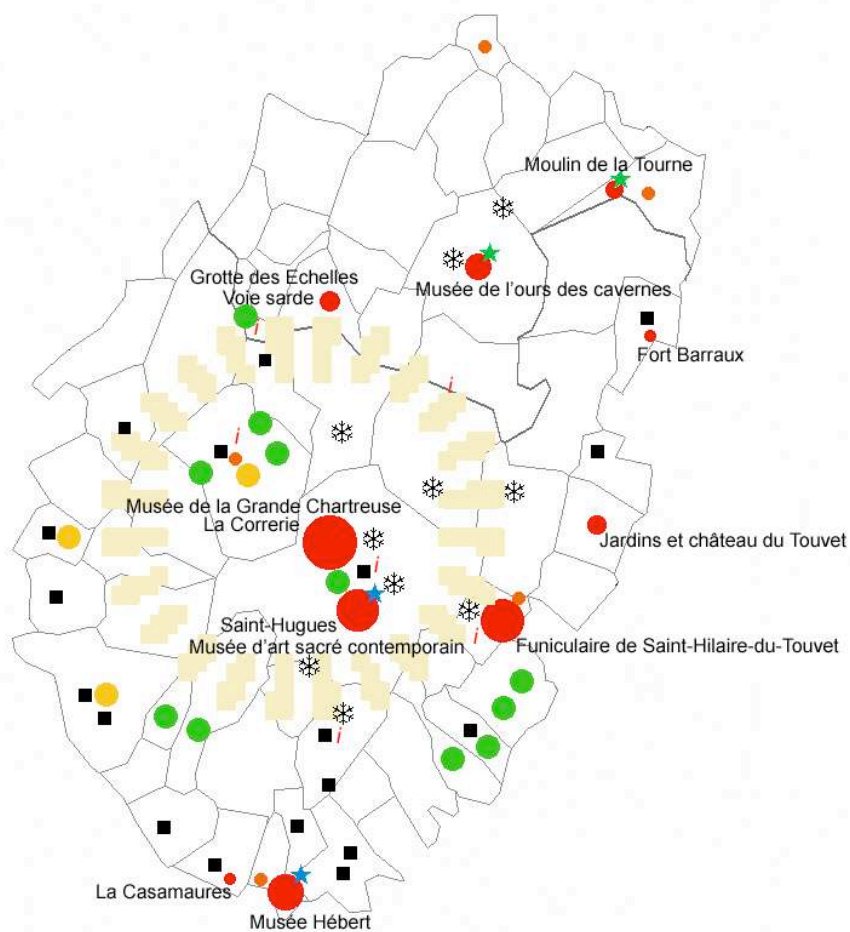 Moulin de la Tourne
Grotte des Echelles
Voie sarde
Musée de l'ours des cavernes
i
Fort Barraux
i
i
Musée de la Grande Chartreuse
La Correrie
Jardins et château du Touvet
i
Saint-Hugues
Musée d'art sacré contemporain
i
Funiculaire de Saint-Hilaire-du-Touvet
i
La Casamaures
Musée Hébert